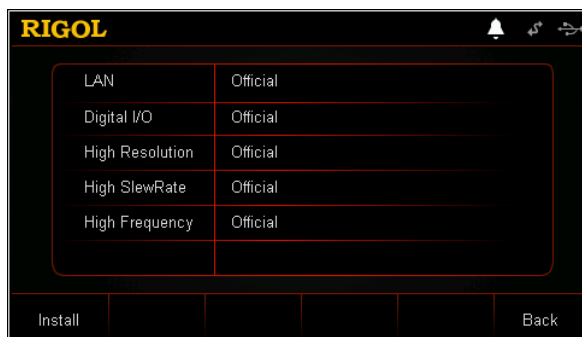 RIGOL
LAN Official
Digital I/O Official
High Resolution Official
High SlewRate Official
High Frequency Official
Install Back